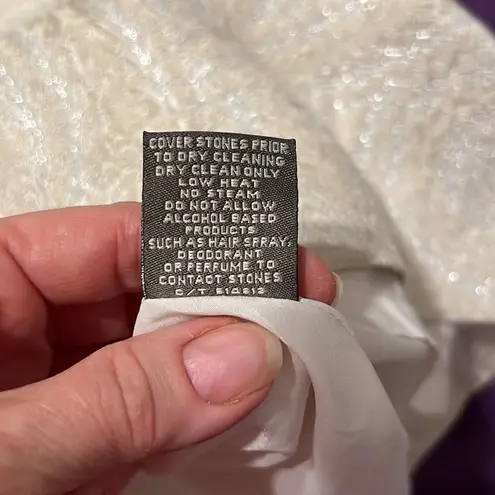 COVER STONES PRIOR
TO DRY CLEANING
DRY CLEAN ONLY
LOW HEAT
NO STEAM
DO NOT ALLOW
ALCOHOL BASED
PRODUCTS
SUCH AS HAIR SPRAY,
DEODORANT
OR PERFUME TO
CONTACT STONES
C/T